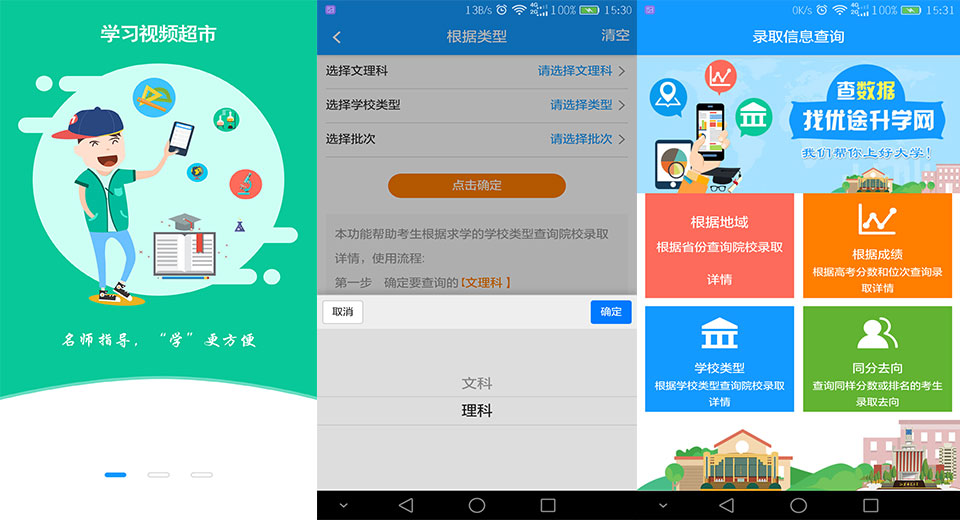 学习视频超市
名师指导，“学”更方便
13B/s 4G 2G 100% 15:30
根据类型
清空
选择文理科 请选择文理科
选择学校类型 请选择类型
选择批次 请选择批次
点击确定
本功能帮助考生根据求学的学校类型查询院校录取
详情，使用流程:
第一步 确定要查询的【文理科】
取消
确定
文科
理科
0K/s 4G 2G 100% 15:31
录取信息查询
查数据
找优途升学网
我们帮你上好大学！
根据地域
根据省份查询院校录取
详情
根据成绩
根据高考分数和位次查询录
取详情
学校类型
根据学校类型查询院校录取
详情
同分去向
查询同样分数或排名的考生
录取去向